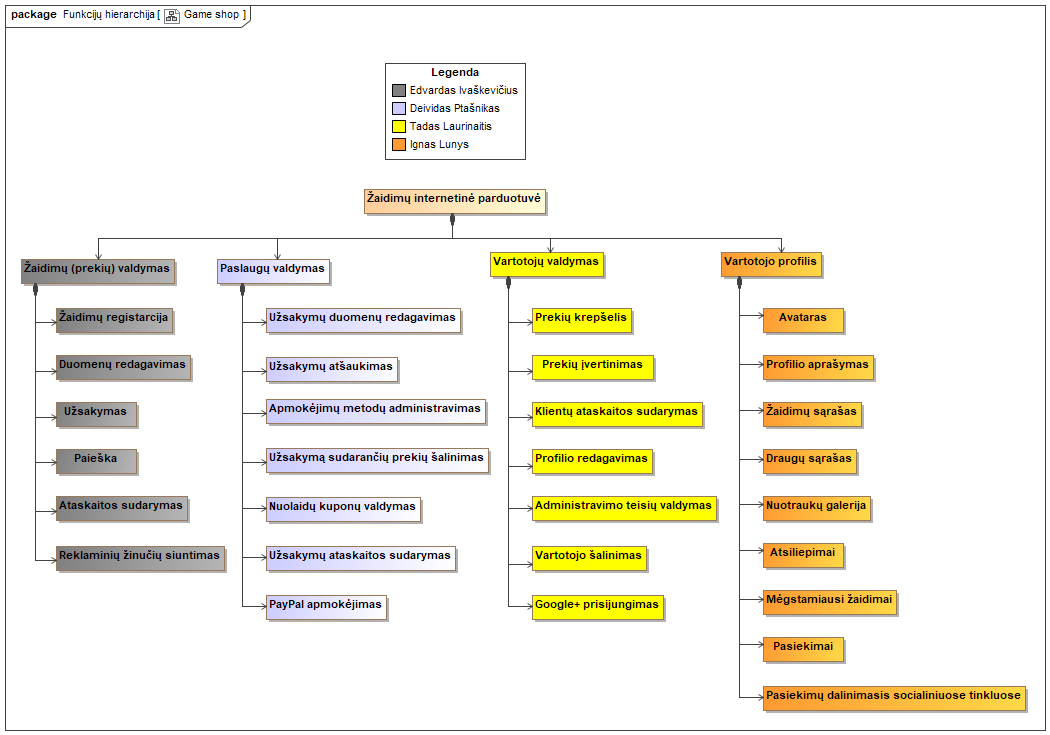 package Funkcijų hierarchija [ Game shop ]
Legenda
Edvardas Ivaškevičius
Deividas Ptašnikas
Tadas Laurinaitis
Ignas Lunys
Žaidimų internetinė parduotuvė
Žaidimų (prekių) valdymas
Žaidimų registarcija
Duomenų redagavimas
Užsakymas
Paieška
Ataskaitos sudarymas
Reklaminių žinučių siuntimas
Paslaugų valdymas
Užsakymų duomenų redagavimas
Užsakymų atšaukimas
Apmokėjimų metodų administravimas
Užsakymą sudarančių prekių šalinimas
Nuolaidų kuponų valdymas
Užsakymų ataskaitos sudarymas
PayPal apmokėjimas
Vartotojų valdymas
Prekių krepšelis
Prekių įvertinimas
Klientų ataskaitos sudarymas
Profilio redagavimas
Administravimo teisių valdymas
Vartotojo šalinimas
Google+ prisijungimas
Vartotojo profilis
Avataras
Profilio aprašymas
Žaidimų sąrašas
Draugų sąrašas
Nuotraukų galerija
Atsiliepimai
Mėgstamiausi žaidimai
Pasiekimai
Pasiekimų dalinimasis socialiniuose tinkluose